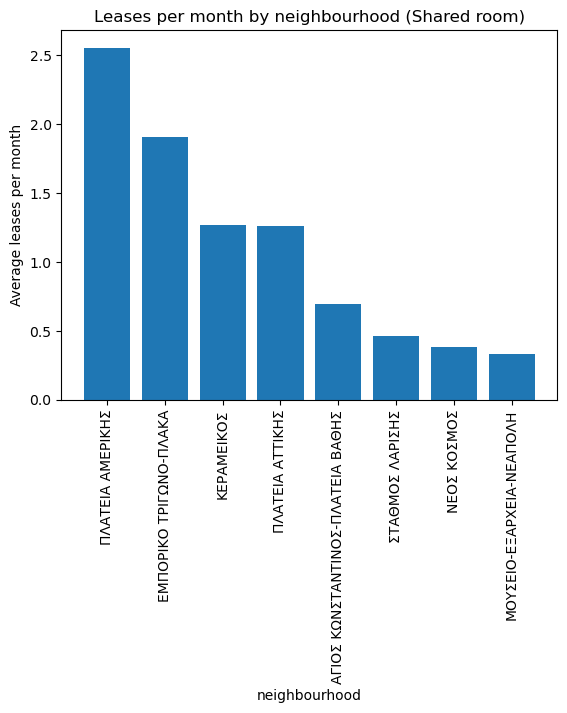 Leases per month by neighbourhood (Shared room)
Average leases per month
2.5
2.0
1.5
1.0
0.5
0.0
ΠΛΑΤΕΙΑ ΑΜΕΡΙΚΗΣ
ΕΜΠΟΡΙΚΟ ΤΡΙΓΩΝΟ-ΠΛΑΚΑ
ΚΕΡΑΜΕΙΚΟΣ
ΠΛΑΤΕΙΑ ΑΤΤΙΚΗΣ
ΑΓΙΟΣ ΚΩΝΣΤΑΝΤΙΝΟΣ-ΠΛΑΤΕΙΑ ΒΑΘΗΣ
ΣΤΑΘΜΟΣ ΛΑΡΙΣΗΣ
ΝΕΟΣ ΚΟΣΜΟΣ
ΜΟΥΣΕΙΟ-ΕΞΑΡΧΕΙΑ-ΝΕΑΠΟΛΗ
neighbourhood